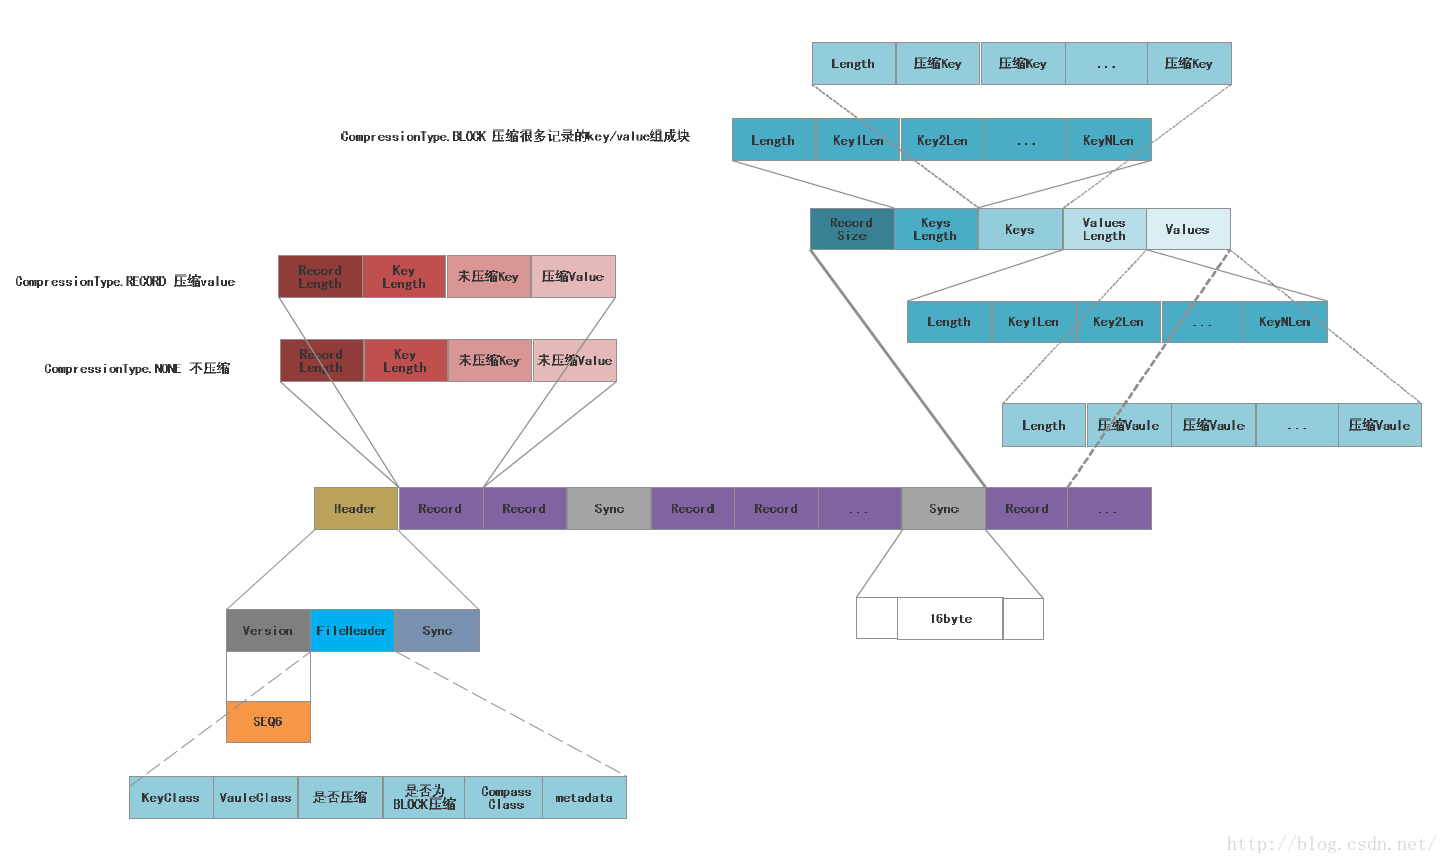 Length 压缩Key 压缩Key ... 压缩Key
CompressionType.BLOCK 压缩很多记录的key/value组成块
Length Key1Len Key2Len ... KeyNLen
Record Size Keys Length Keys Values Length Values
CompressionType.RECORD 压缩value
Record Length Key Length 未压缩Key 压缩Value
Length Key1Len Key2Len ... KeyNLen
CompressionType.NONE 不压缩
Record Length Key Length 未压缩Key 未压缩Value
Length 压缩Vaule 压缩Vaule ... 压缩Vaule
Header Record Record Sync Record Record ... Sync Record ...
16byte
Version FileHeader Sync
SEQ6
KeyClass VauleClass 是否压缩 是否为BLOCK压缩 Compass Class metadata
http://blog.csdn.net/